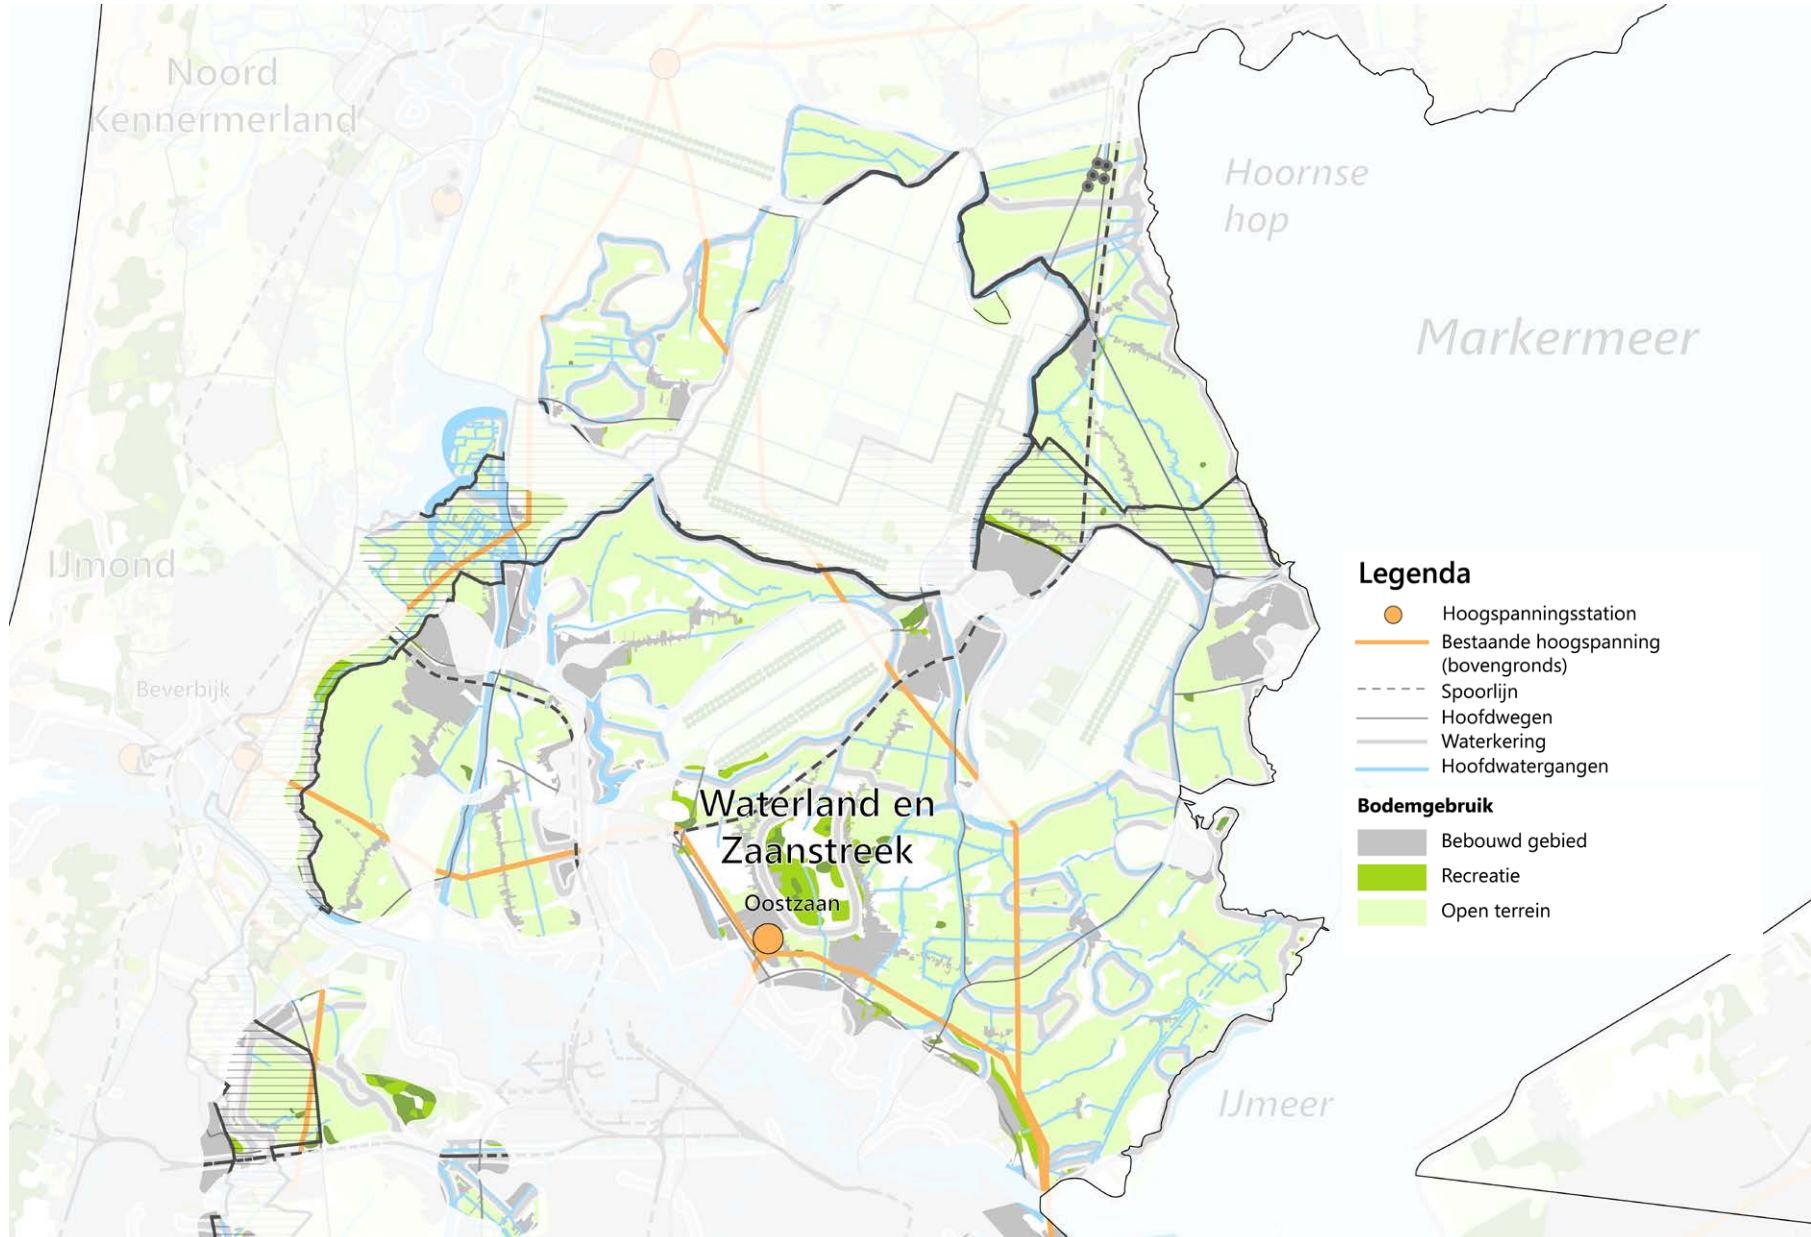 Noord
Kennermerland
Hoornse
hop
Markermeer
IJmond
Beverbijk
Waterland en
Zaanstreek
Oostzaan
IJmeer
Legenda
Hoogspanningsstation
Bestaande hoogspanning
(bovengronds)
Spoorlijn
Hoofdwegen
Waterkering
Hoofdwatergangen
Bodemgebruik
Bebouwd gebied
Recreatie
Open terrein